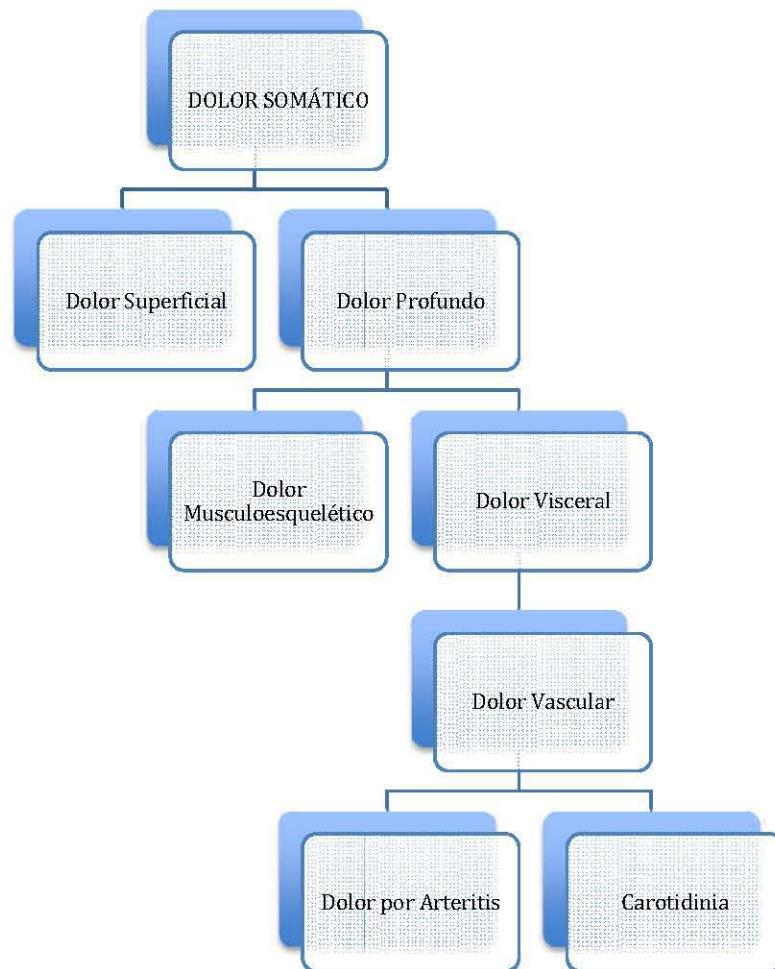 DOLOR SOMÁTICO
Dolor Superficial
Dolor Profundo
Dolor
Musculoesquelético
Dolor Visceral
Dolor Vascular
Dolor por Arteritis
Carotidinia